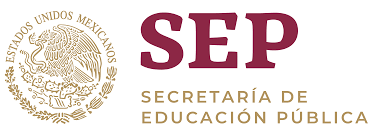 ESTADOS UNIDOS MEXICANOS
SEP
SECRETARÍA DE
EDUCACIÓN PÚBLICA